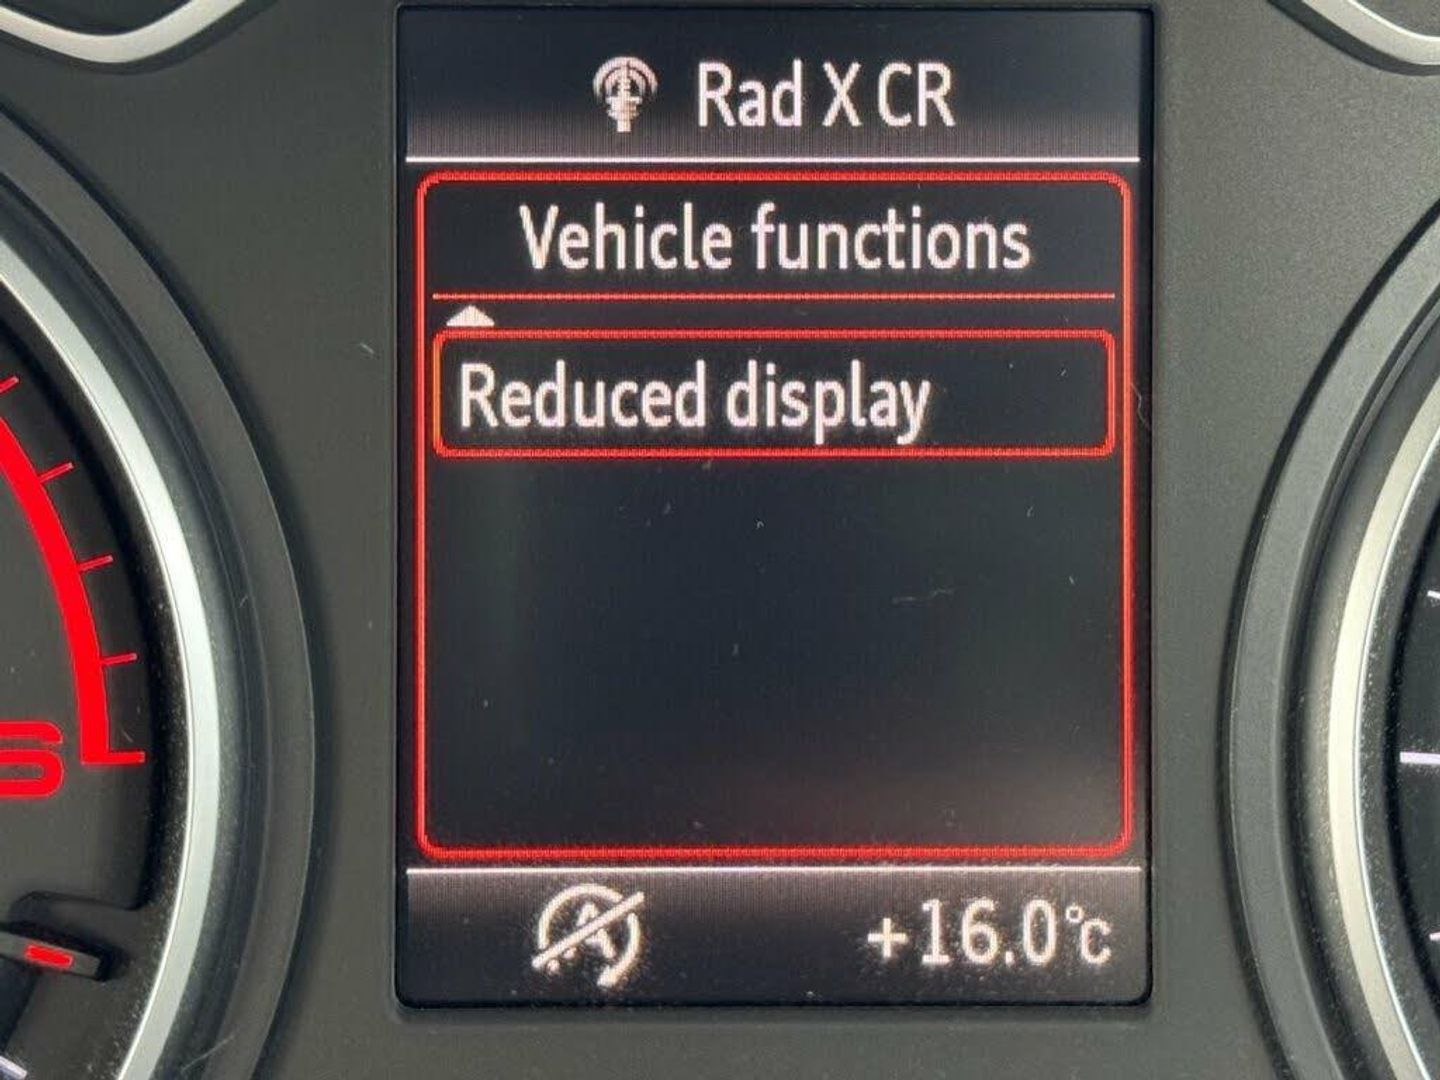 Rad X CR
Vehicle functions
Reduced display
A
+16.0°C